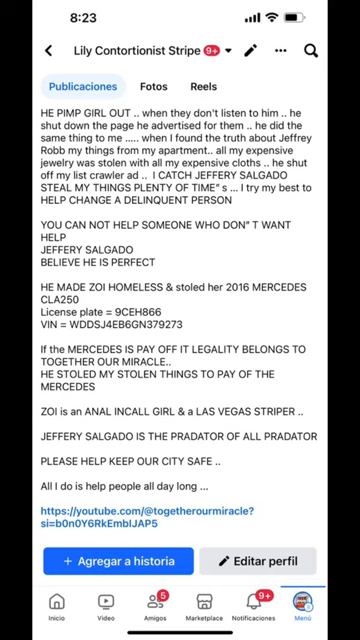 8:23
Lily Contortionist Stripe 9+
Publicaciones Fotos Reels
HE PIMP GIRL OUT .. when they don't listen to him .. he
shut down the page he advertised for them .. he did the
same thing to me ..... when I found the truth about Jeffrey
Robb my things from my apartment.. all my expensive
jewelry was stolen with all my expensive cloths .. he shut
off my list crawler ad .. I CATCH JEFFERY SALGADO
STEAL MY THINGS PLENTY OF TIME"s ... I try my best to
HELP CHANGE A DELINQUENT PERSON
YOU CAN NOT HELP SOMEONE WHO DON"T WANT
HELP
JEFFERY SALGADO
BELIEVE HE IS PERFECT
HE MADE ZOI HOMELESS & stoled her 2016 MERCEDES
CLA250
License plate = 9CEH866
VIN = WDDSJ4EB6GN379273
If the MERCEDES IS PAY OFF IT LEGALITY BELONGS TO
TOGETHER OUR MIRACLE..
HE STOLED MY STOLEN THINGS TO PAY OF THE
MERCEDES
ZOI is an ANAL INCALL GIRL & a LAS VEGAS STRIPER ..
JEFFERY SALGADO IS THE PRADATOR OF ALL PRADATOR
PLEASE HELP KEEP OUR CITY SAFE ..
All I do is help people all day long ...
https://youtube.com/@togetherourmiracle?
si=b0n0Y6RkEmbIJAP5
+ Agregar a historia Editar perfil
5 9+
Inicio Video Amigos Marketplace Notificaciones Menú